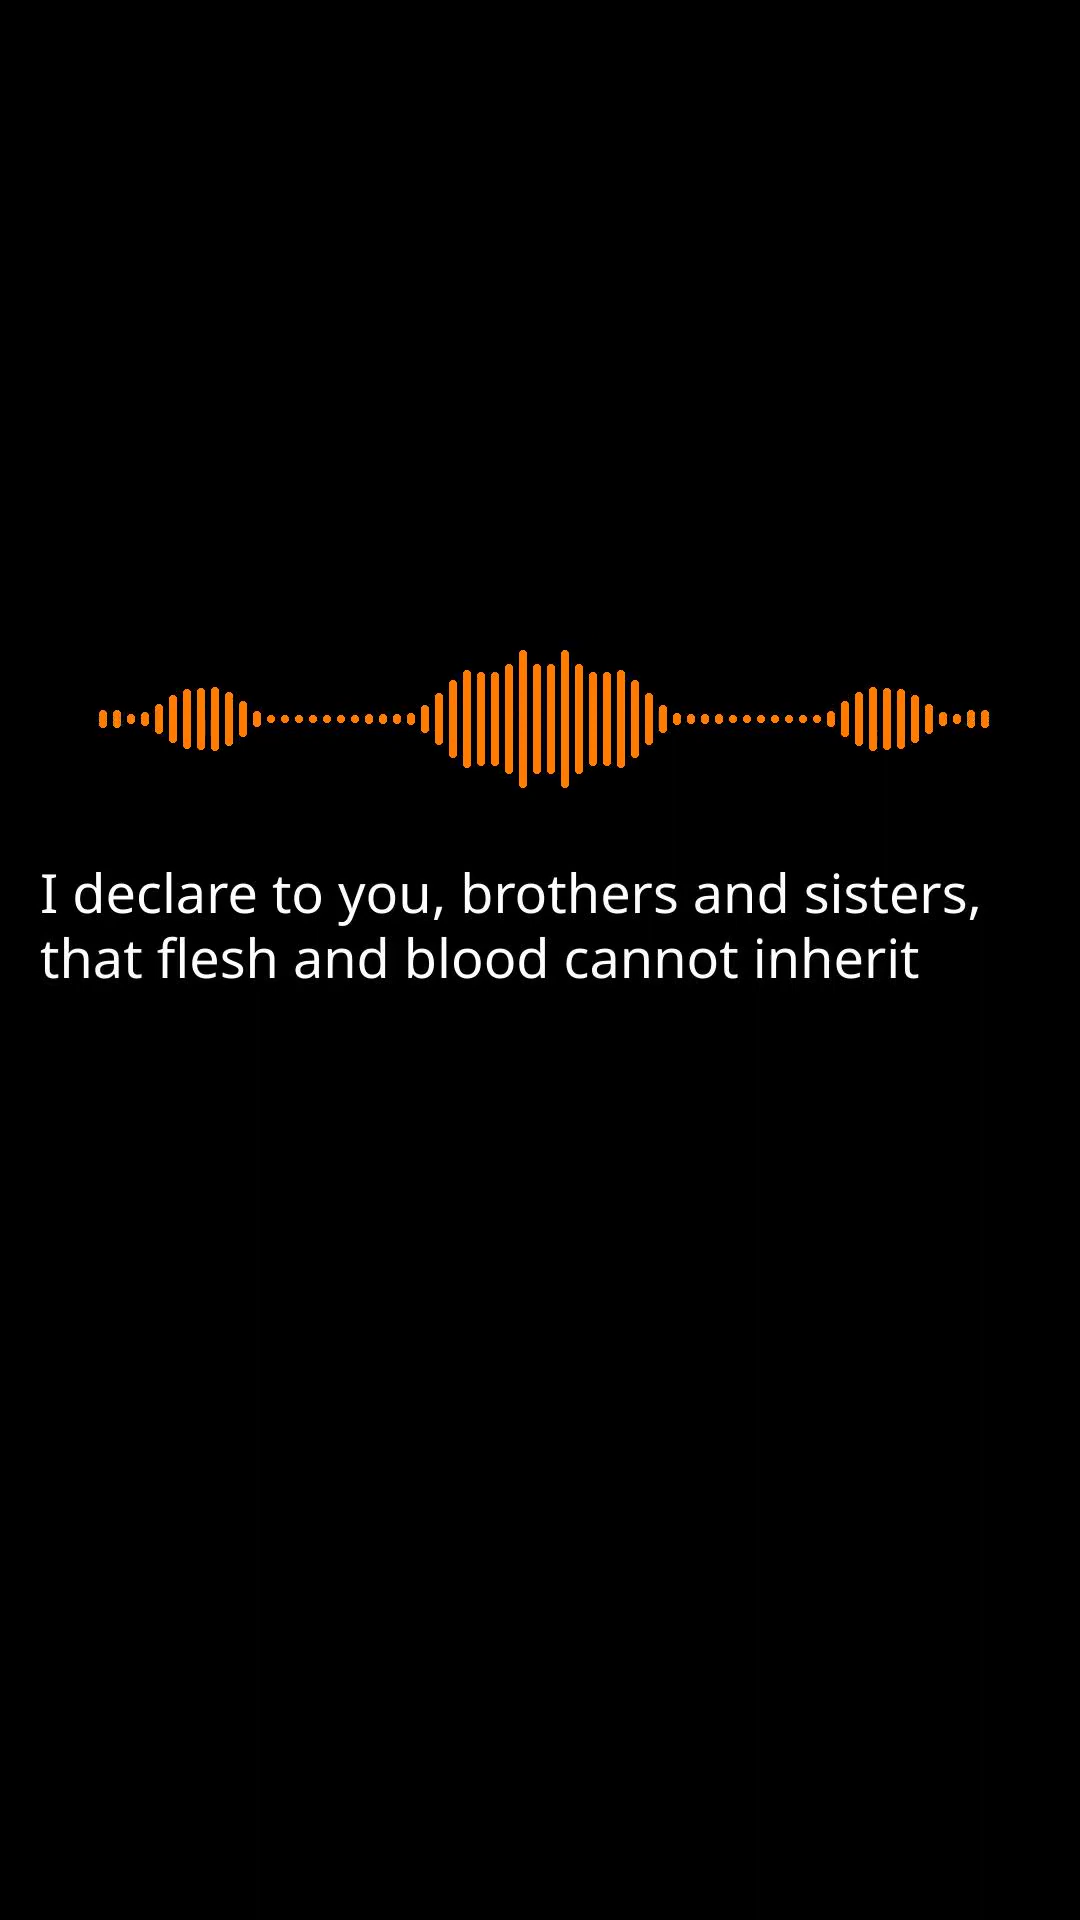 I declare to you, brothers and sisters,
that flesh and blood cannot inherit